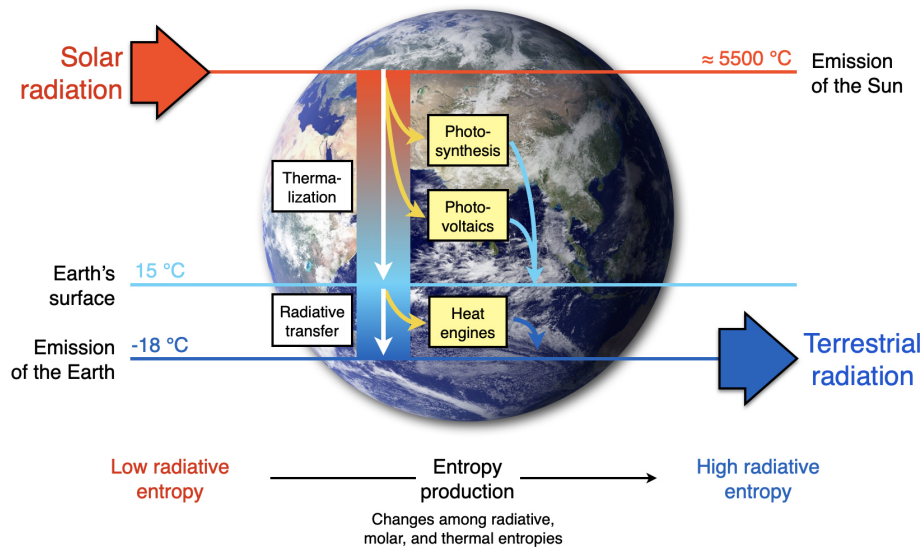 Solar
radiation
≈ 5500 °C
Emission
of the Sun
Photo-
synthesis
Therma-
lization
Photo-
voltaics
Earth's
surface
15 °C
Radiative
transfer
Heat
engines
Emission
of the Earth
-18 °C
Terrestrial
radiation
Low radiative
entropy
Entropy
production
High radiative
entropy
Changes among radiative,
molar, and thermal entropies